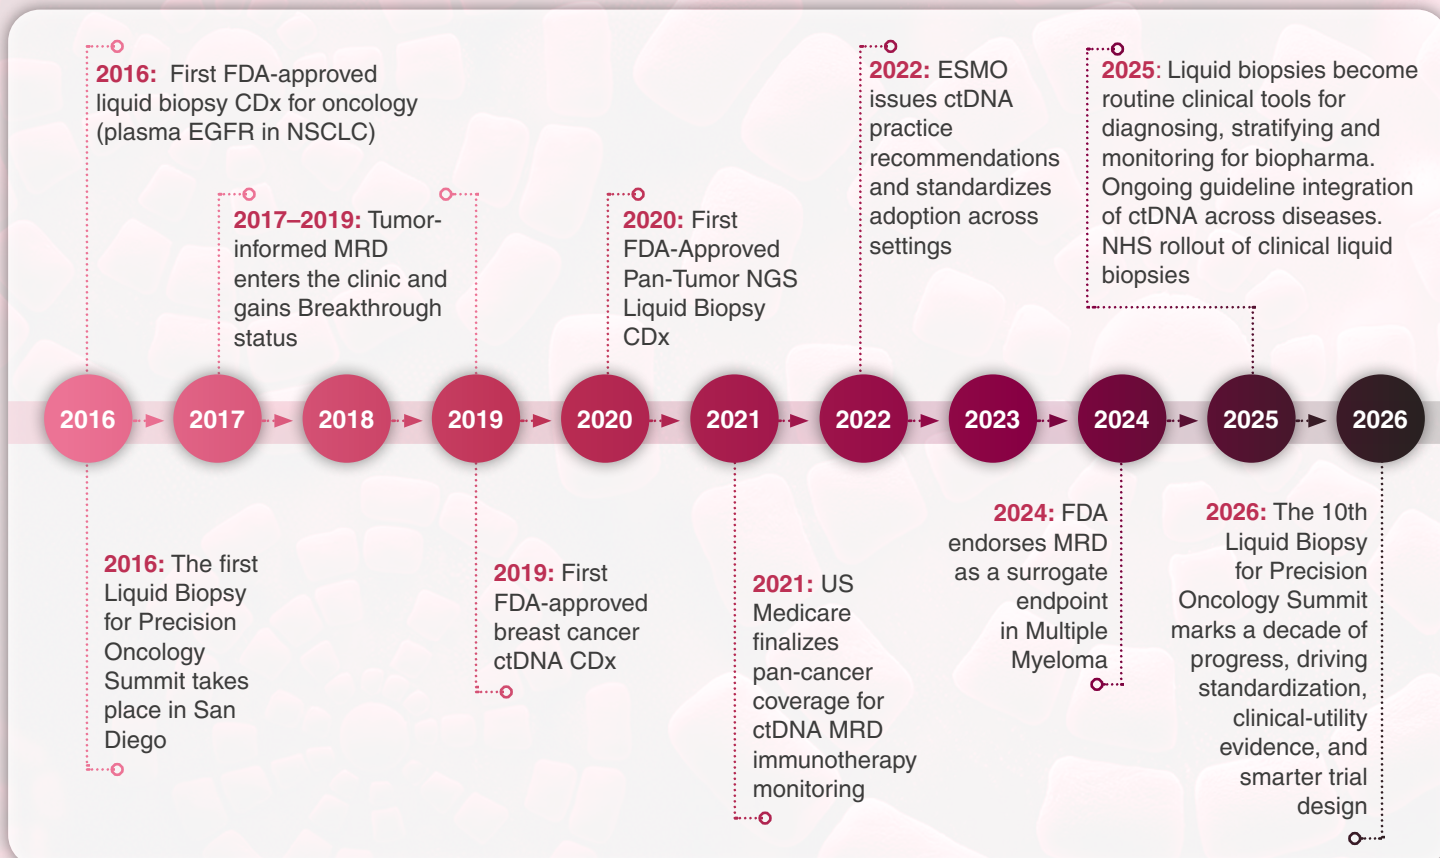 2016: First FDA-approved
liquid biopsy CDx for oncology
(plasma EGFR in NSCLC)
2017–2019: Tumor-
informed MRD
enters the clinic and
gains Breakthrough
status
2020: First
FDA-Approved
Pan-Tumor NGS
Liquid Biopsy
CDx
2022: ESMO
issues ctDNA
practice
recommendations
and standardizes
adoption across
settings
2025: Liquid biopsies become
routine clinical tools for
diagnosing, stratifying and
monitoring for biopharma.
Ongoing guideline integration
of ctDNA across diseases.
NHS rollout of clinical liquid
biopsies
2016
2017
2018
2019
2020
2021
2022
2023
2024
2025
2026
2016: The first
Liquid Biopsy
for Precision
Oncology
Summit takes
place in San
Diego
2019: First
FDA-approved
breast cancer
ctDNA CDx
2021: US
Medicare
finalizes
pan-cancer
coverage for
ctDNA MRD
immunotherapy
monitoring
2024: FDA
endorses MRD
as a surrogate
endpoint
in Multiple
Myeloma
2026: The 10th
Liquid Biopsy
for Precision
Oncology Summit
marks a decade of
progress, driving
standardization,
clinical-utility
evidence, and
smarter trial
design